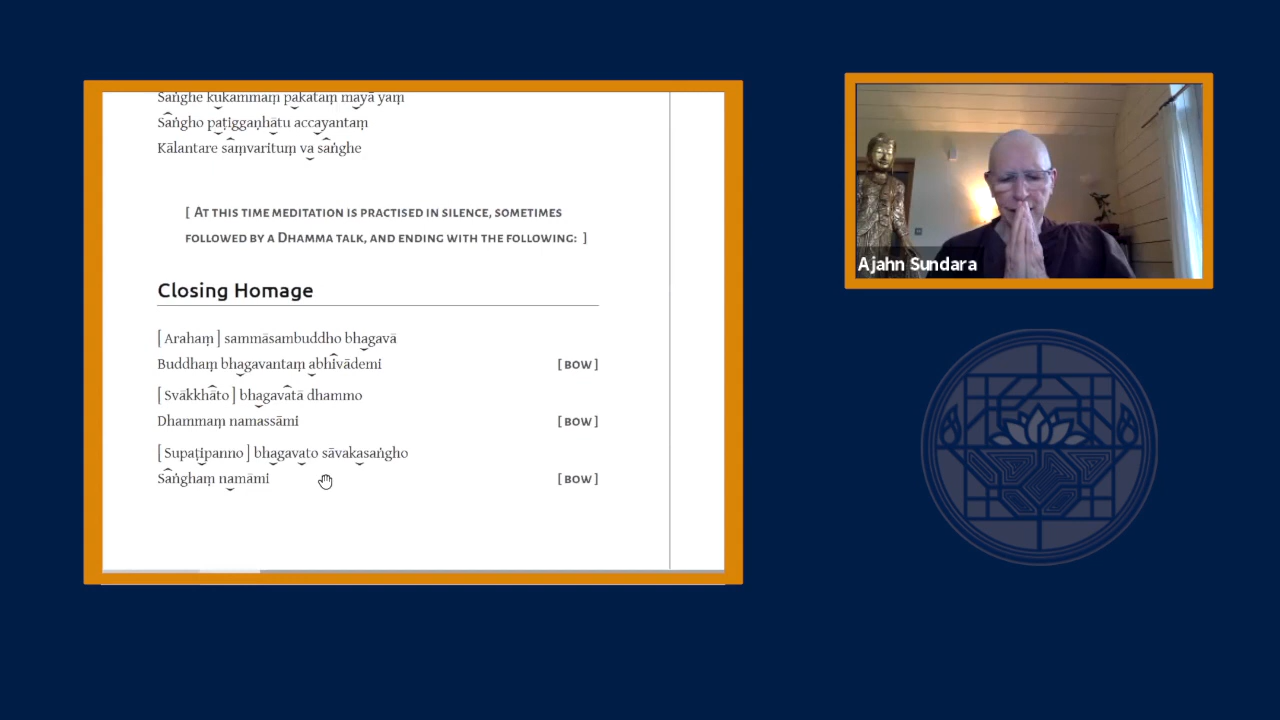 Saṅghe kukammaṃ pakataṃ mayā yaṃ
Saṅgho paṭiggaṇhātu accayantaṃ
Kālantare saṃvarituṃ va saṅghe
[ At this time meditation is practised in silence, sometimes
followed by a Dhamma talk, and ending with the following: ]
Closing Homage
[ Arahaṃ ] sammāsambuddho bhagavā
Buddhaṃ bhagavantaṃ abhivādemi [ BOW ]
[ Svākkhāto ] bhagavatā dhammo
Dhammaṃ namassāmi [ BOW ]
[ Supaṭipanno ] bhagavato sāvakasaṅgho
Saṅghaṃ namāmi [ BOW ]
Ajahn Sundara